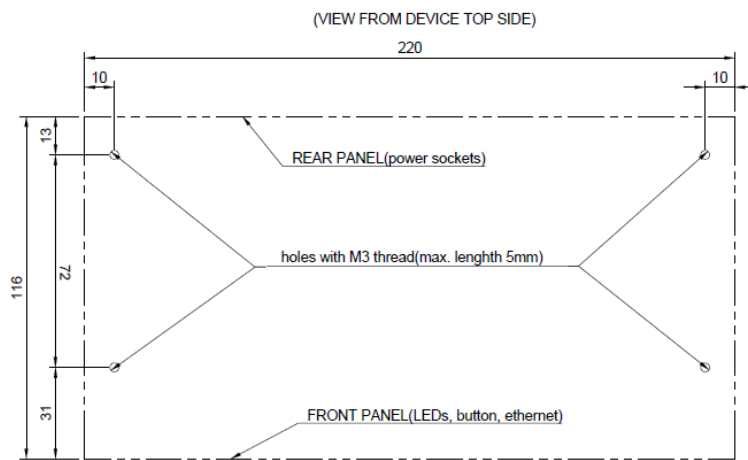 (VIEW FROM DEVICE TOP SIDE)
220
10
10
13
REAR PANEL(power sockets)
holes with M3 thread(max. lenghth 5mm)
72
116
31
FRONT PANEL(LEDs, button, ethernet)